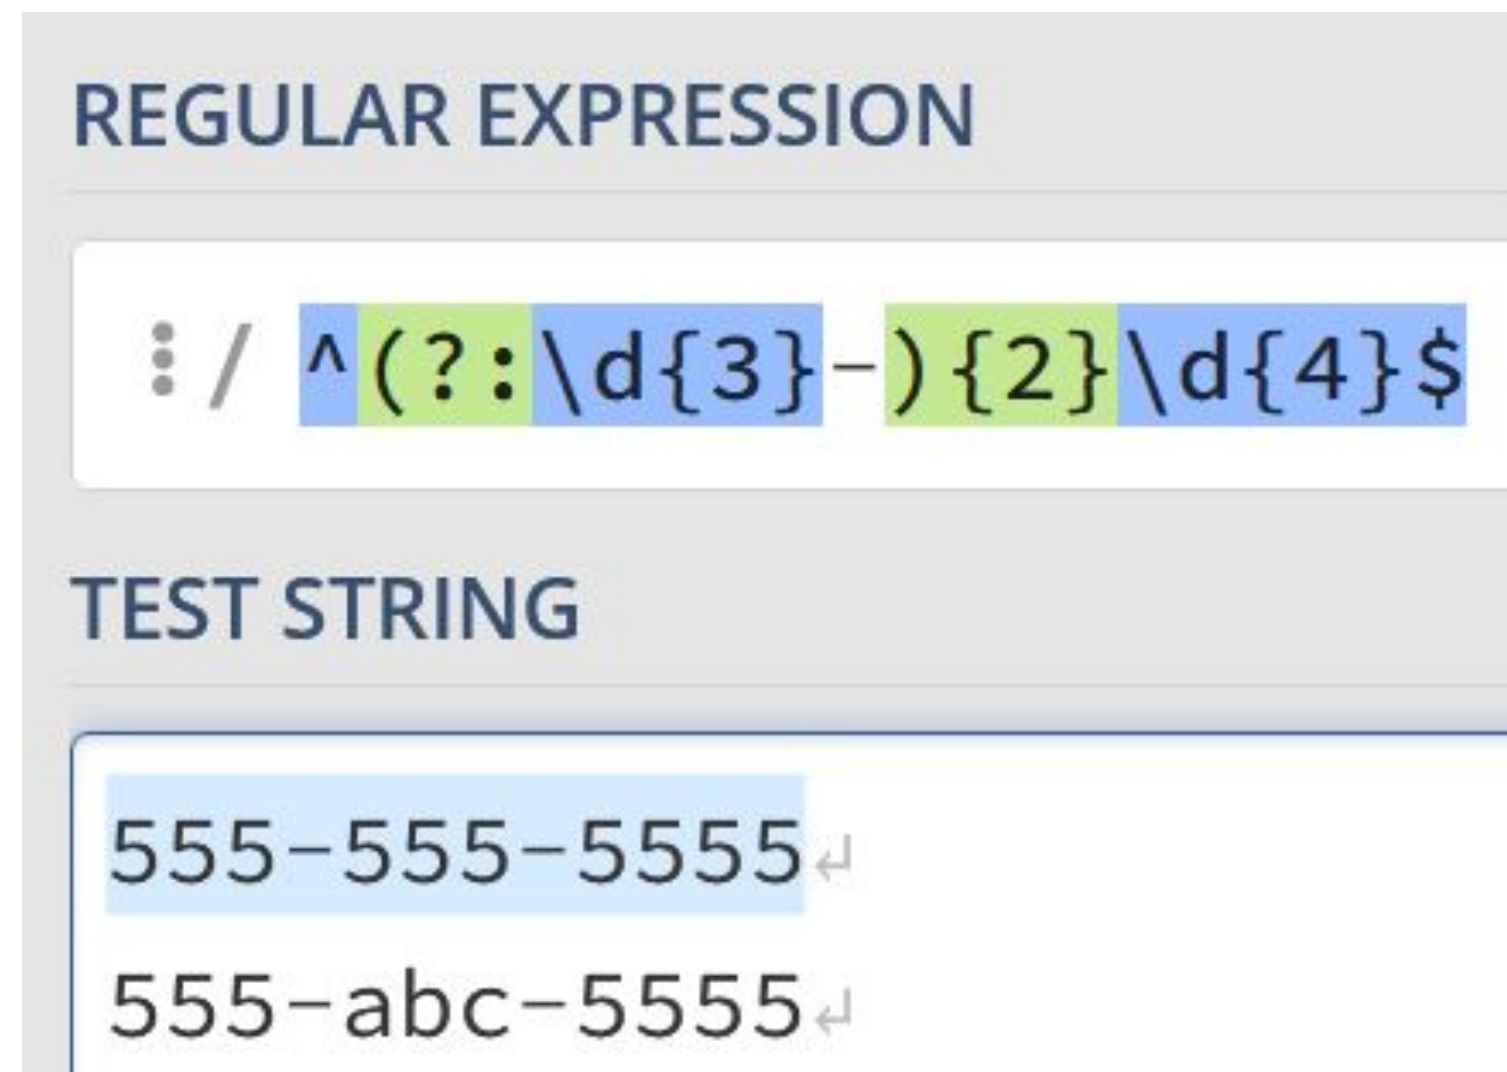 REGULAR EXPRESSION
/ ^(?:\d{3}-){2}\d{4}$
TEST STRING
555-555-5555↵
555-abc-5555↵